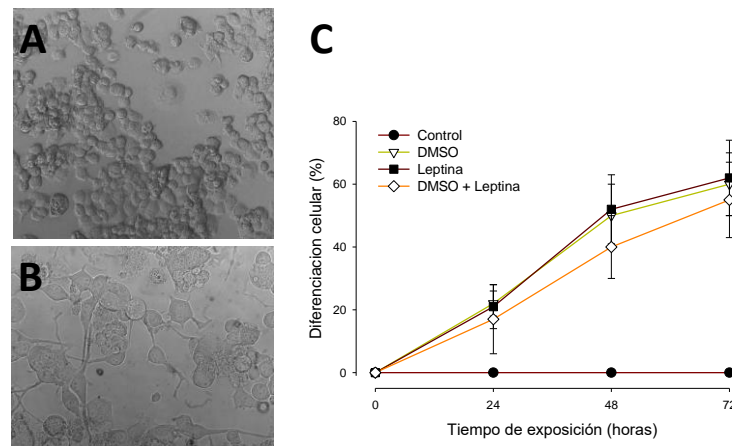 A
B
C
Control
DMSO
Leptina
DMSO + Leptina
Diferenciacion celular (%)
80
60
40
20
0
0 24 48 72
Tiempo de exposición (horas)